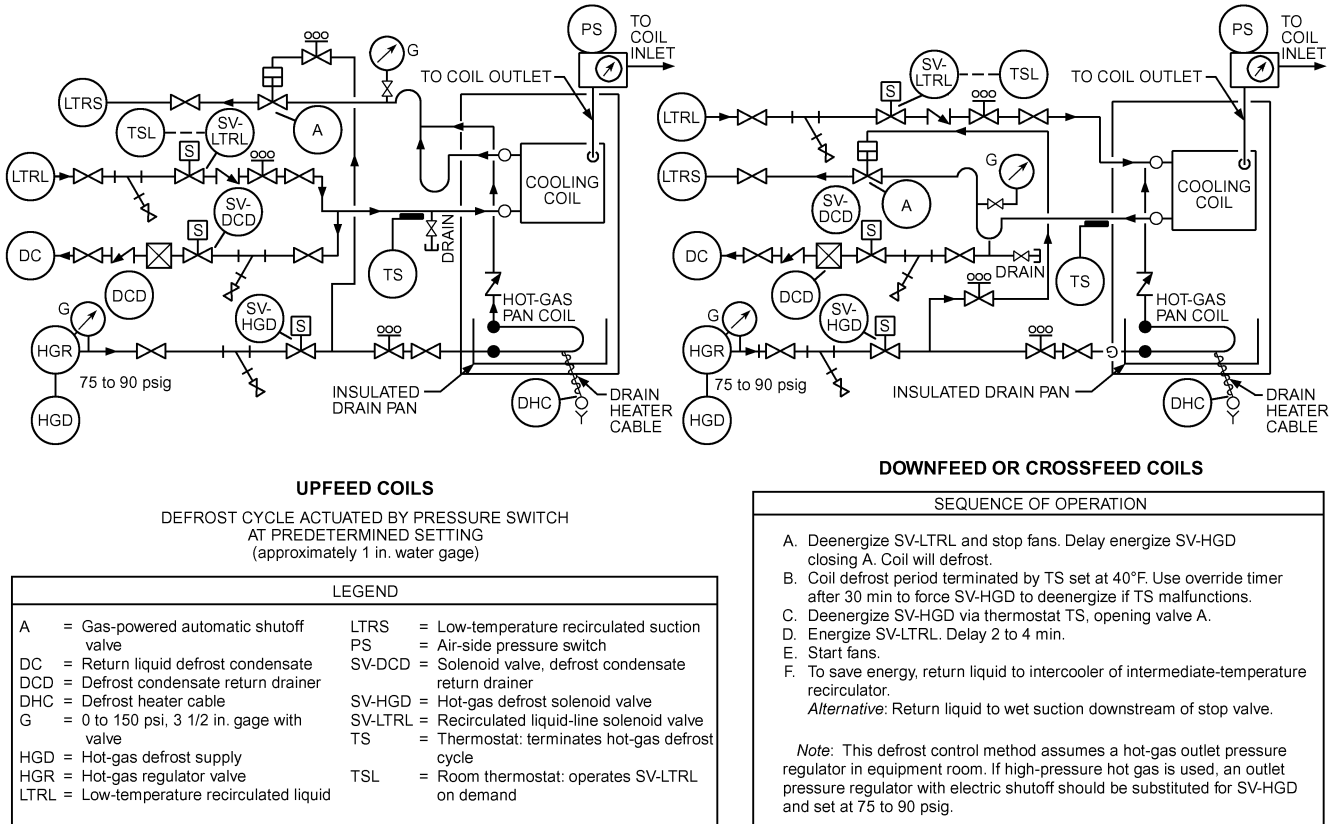 PS
TO
COIL
INLET
G
TO COIL OUTLET
LTRS
A
TSL
SV-
LTRL
S
LTRL
COOLING
COIL
SV-
DCD
S
DRAIN
DC
TS
DCD
G
SV-
HGD
S
HOT-GAS
PAN COIL
HGR
75 to 90 psig
INSULATED
DRAIN PAN
DHC
DRAIN
HEATER
CABLE
HGD
UPFEED COILS
DEFROST CYCLE ACTUATED BY PRESSURE SWITCH
AT PREDETERMINED SETTING
(approximately 1 in. water gage)
PS
TO
COIL
INLET
SV-
LTRL
TSL
TO COIL OUTLET
S
LTRL
G
LTRS
COOLING
COIL
SV-
DCD
A
S
DC
DRAIN
TS
DCD
G
SV-
HGD
S
HOT-GAS
PAN COIL
HGR
75 to 90 psig
INSULATED DRAIN PAN
DHC
DRAIN
HEATER
CABLE
HGD
DOWNFEED OR CROSSFEED COILS
LEGEND
A = Gas-powered automatic shutoff
valve
DC = Return liquid defrost condensate
DCD = Defrost condensate return drainer
DHC = Defrost heater cable
G = 0 to 150 psi, 3 1/2 in. gage with
valve
HGD = Hot-gas defrost supply
HGR = Hot-gas regulator valve
LTRL = Low-temperature recirculated liquid
LTRS = Low-temperature recirculated suction
PS = Air-side pressure switch
SV-DCD = Solenoid valve, defrost condensate
return drainer
SV-HGD = Hot-gas defrost solenoid valve
SV-LTRL = Recirculated liquid-line solenoid valve
TS = Thermostat: terminates hot-gas defrost
cycle
TSL = Room thermostat: operates SV-LTRL
on demand
SEQUENCE OF OPERATION
A. Deenergize SV-LTRL and stop fans. Delay energize SV-HGD
closing A. Coil will defrost.
B. Coil defrost period terminated by TS set at 40°F. Use override timer
after 30 min to force SV-HGD to deenergize if TS malfunctions.
C. Deenergize SV-HGD via thermostat TS, opening valve A.
D. Energize SV-LTRL. Delay 2 to 4 min.
E. Start fans.
F. To save energy, return liquid to intercooler of intermediate-temperature
recirculator.
Alternative: Return liquid to wet suction downstream of stop valve.
Note: This defrost control method assumes a hot-gas outlet pressure
regulator in equipment room. If high-pressure hot gas is used, an outlet
pressure regulator with electric shutoff should be substituted for SV-HGD
and set at 75 to 90 psig.